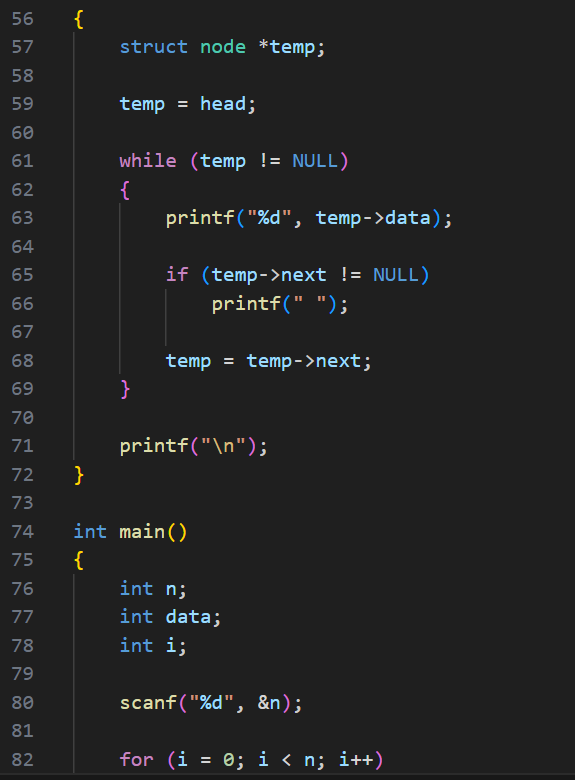 56 {
57     struct node *temp;
58
59     temp = head;
60
61     while (temp != NULL)
62     {
63         printf("%d", temp->data);
64
65         if (temp->next != NULL)
66             printf(" ");
67
68         temp = temp->next;
69     }
70
71     printf("\n");
72 }
73
74 int main()
75 {
76     int n;
77     int data;
78     int i;
79
80     scanf("%d", &n);
81
82     for (i = 0; i < n; i++)